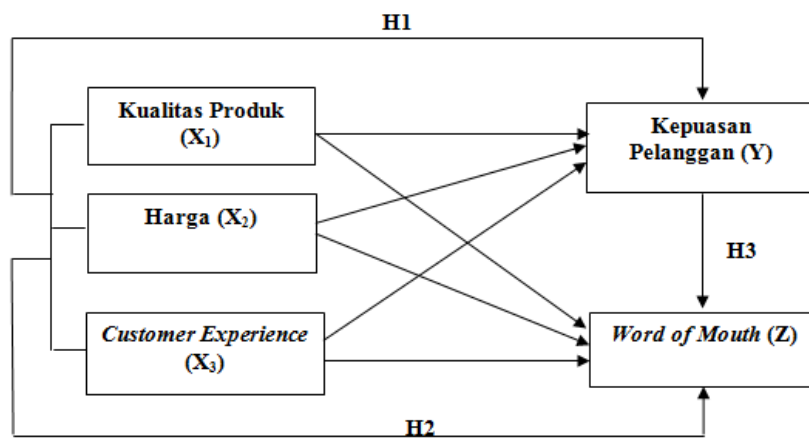 H1
Kualitas Produk
(X₁)
Kepuasan
Pelanggan (Y)
Harga (X₂)
H3
Customer Experience
(X₃)
Word of Mouth (Z)
H2